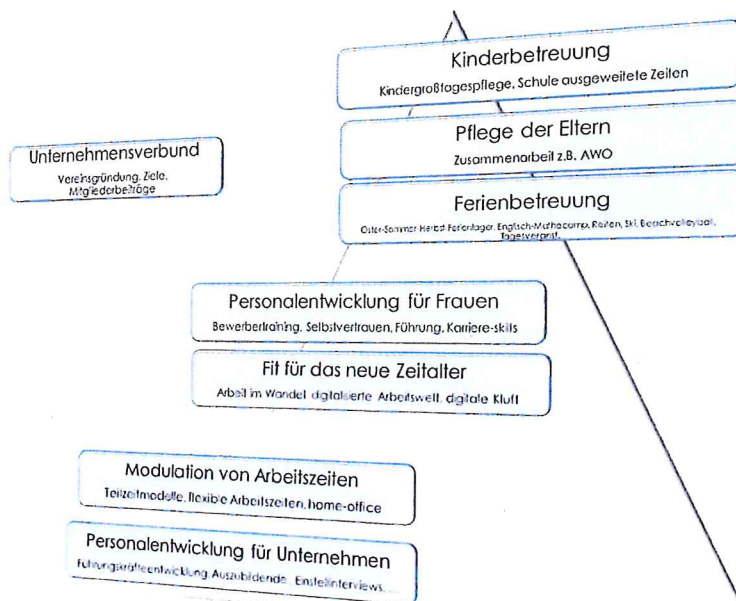 Kinderbetreuung
Kindergroßtagespflege, Schule ausgeweitete Zeiten
Pflege der Eltern
Zusammenarbeit z.B. AWO
Unternehmensverbund
Vereinsgründung, Ziele,
Mitgliederbeiträge
Ferienbetreuung
Oster-Sommer-Herbst-Ferienlager, Englisch-Mathecamp, Reiten, Ski, Beachvolleyball,
Tagesveranst.
Personalentwicklung für Frauen
Bewerbertraining, Selbstvertrauen, Führung, Karriere-skills
Fit für das neue Zeitalter
Arbeit im Wandel digitalisierte Arbeitswelt, digitale Kluft
Modulation von Arbeitszeiten
Teilzeitmodelle, flexible Arbeitszeiten, home-office
Personalentwicklung für Unternehmen
Führungskräfteentwicklung, Auszubildende, Einstellinterviews, ...